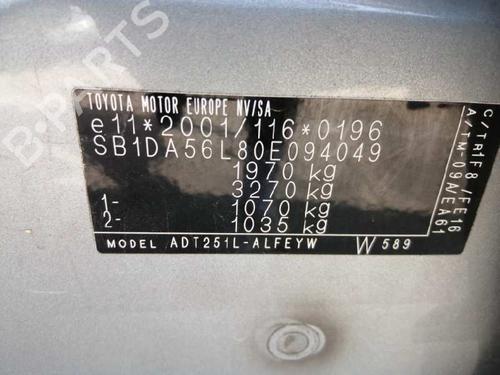 B-PARTS
TOYOTA MOTOR EUROPE NV/SA
e11*2001/116*0196
SB1DA56L80E094049
1970 kg
3270 kg
1- 1070 kg
2- 1035 kg
MODEL ADT251L-ALFEYW W 589
C/TR1F8/FE16
A/TM-09A/EA61